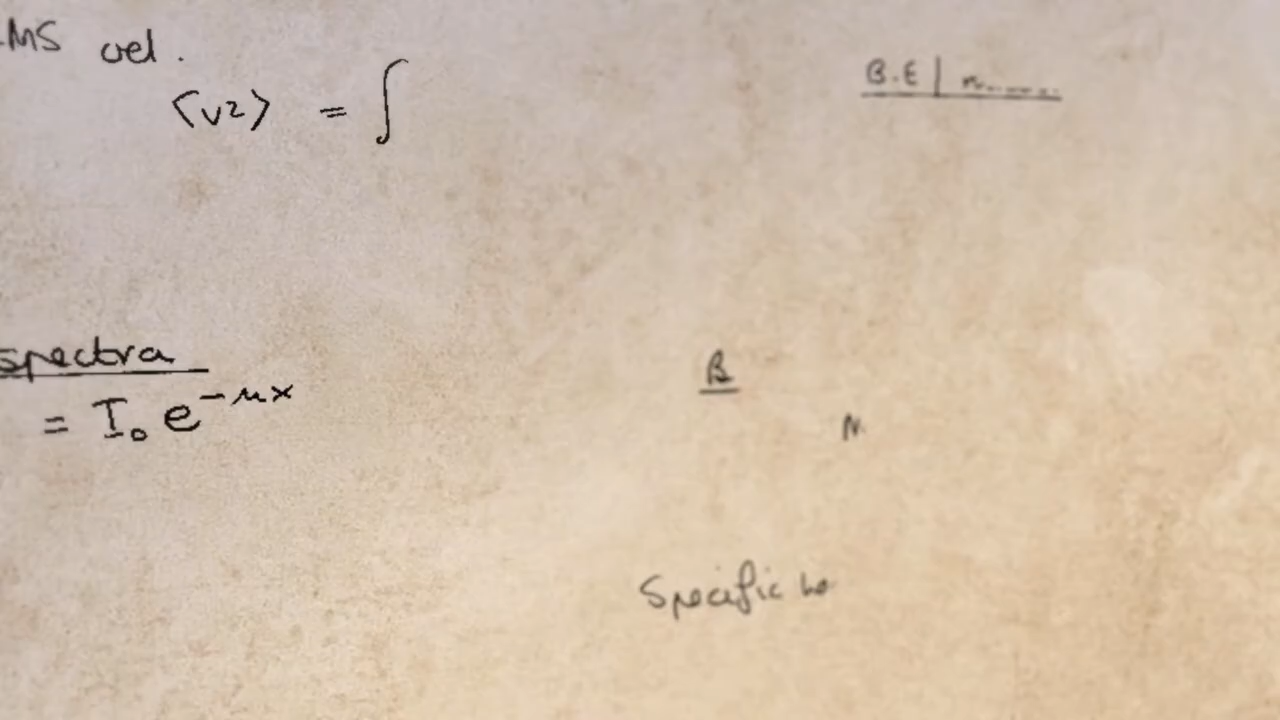 MS vel.
<v2> = ∫
B.E |
spectra
= I₀ e^-μx
B
N
Specific